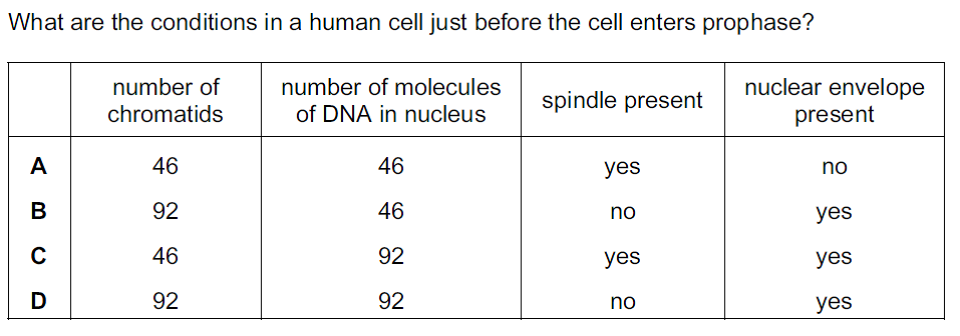 What are the conditions in a human cell just before the cell enters prophase?
number of chromatids number of molecules of DNA in nucleus spindle present nuclear envelope present
A 46 46 yes no
B 92 46 no yes
C 46 92 yes yes
D 92 92 no yes